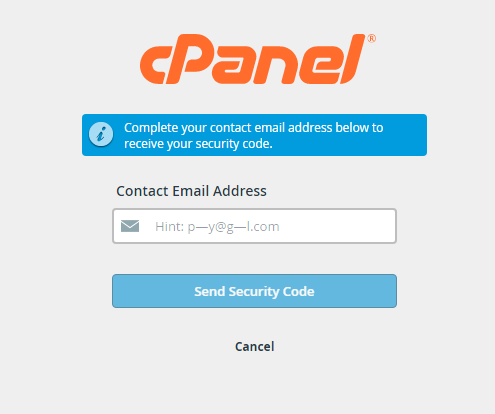 cPanel®
Complete your contact email address below to
receive your security code.
Contact Email Address
Hint: p—y@g—l.com
Send Security Code
Cancel